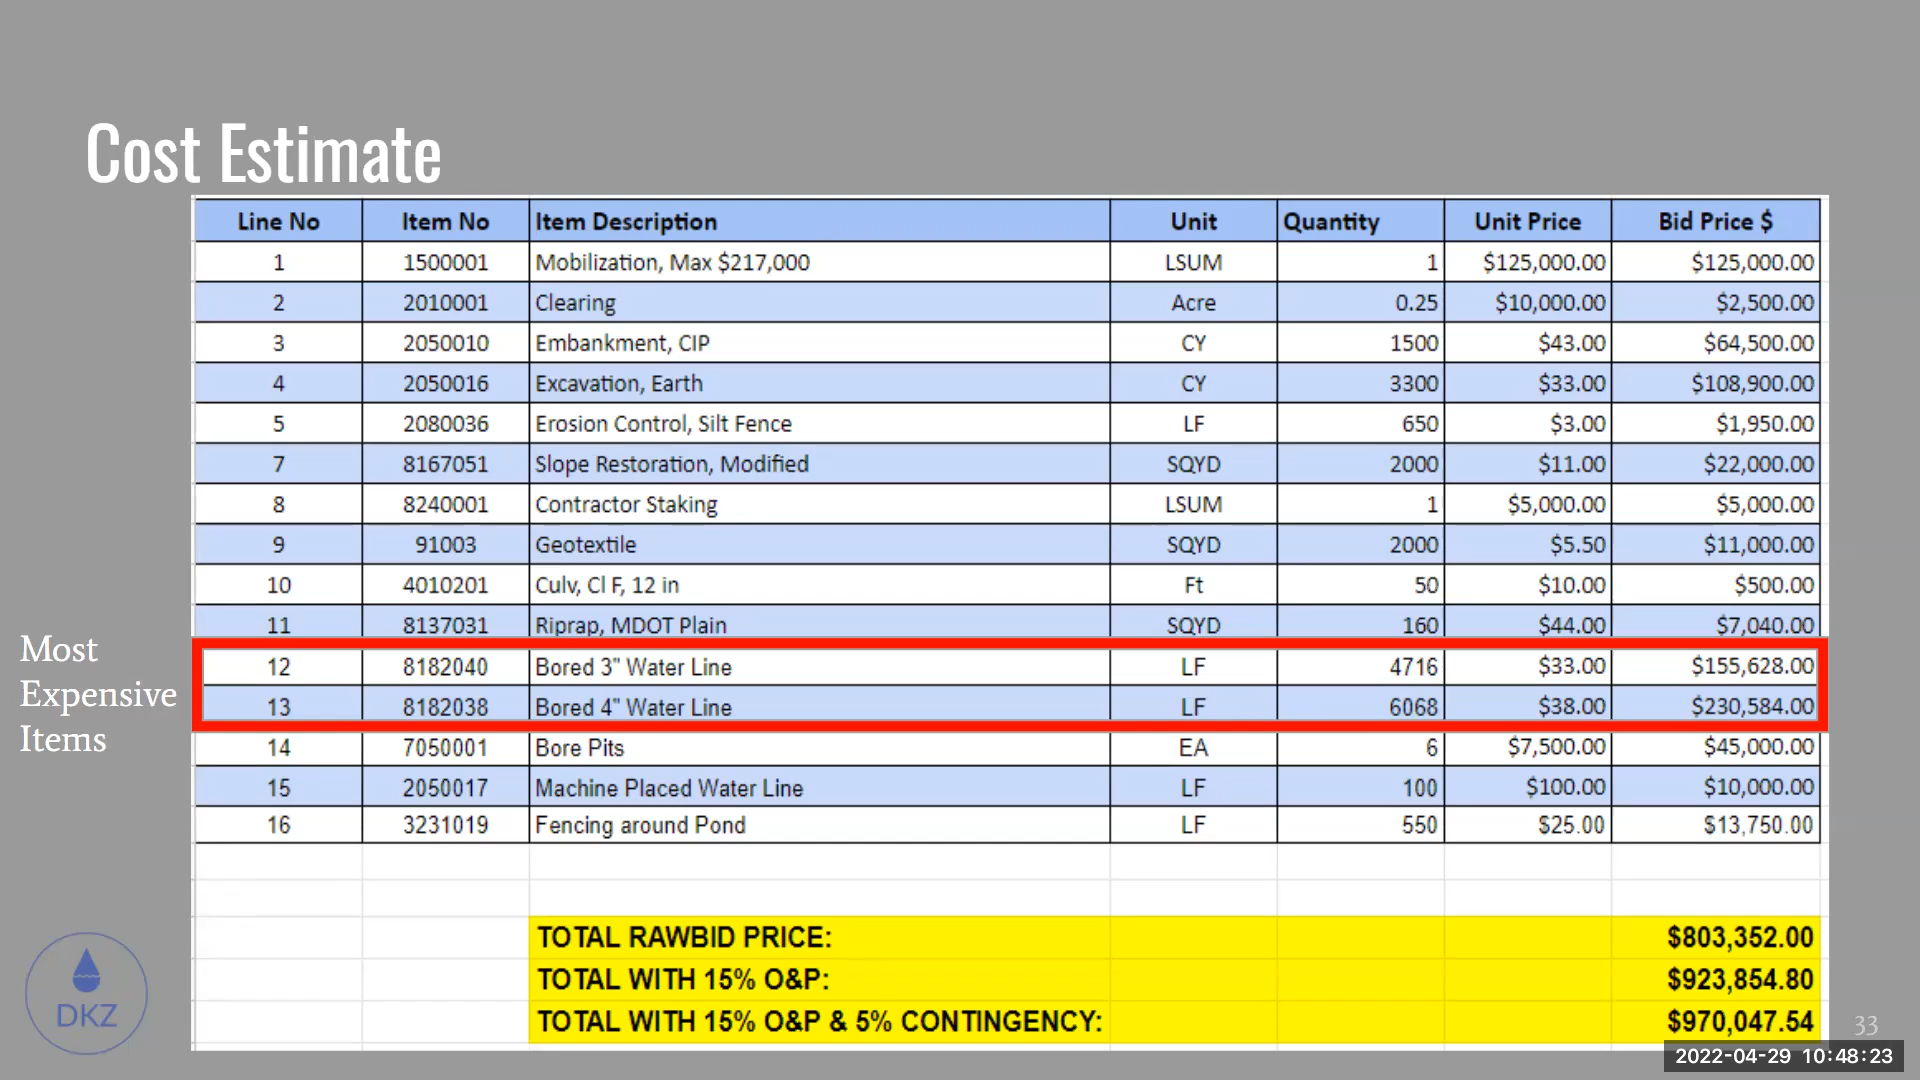 Cost Estimate
Line No Item No Item Description Unit Quantity Unit Price Bid Price $
1 1500001 Mobilization, Max $217,000 LSUM 1 $125,000.00 $125,000.00
2 2010001 Clearing Acre 0.25 $10,000.00 $2,500.00
3 2050010 Embankment, CIP CY 1500 $43.00 $64,500.00
4 2050016 Excavation, Earth CY 3300 $33.00 $108,900.00
5 2080036 Erosion Control, Silt Fence LF 650 $3.00 $1,950.00
7 8167051 Slope Restoration, Modified SQYD 2000 $11.00 $22,000.00
8 8240001 Contractor Staking LSUM 1 $5,000.00 $5,000.00
9 91003 Geotextile SQYD 2000 $5.50 $11,000.00
10 4010201 Culv, Cl F, 12 in Ft 50 $10.00 $500.00
11 8137031 Riprap, MDOT Plain SQYD 160 $44.00 $7,040.00
12 8182040 Bored 3" Water Line LF 4716 $33.00 $155,628.00
13 8182038 Bored 4" Water Line LF 6068 $38.00 $230,584.00
14 7050001 Bore Pits EA 6 $7,500.00 $45,000.00
15 2050017 Machine Placed Water Line LF 100 $100.00 $10,000.00
16 3231019 Fencing around Pond LF 550 $25.00 $13,750.00
Most
Expensive
Items
TOTAL RAWBID PRICE: $803,352.00
TOTAL WITH 15% O&P: $923,854.80
TOTAL WITH 15% O&P & 5% CONTINGENCY: $970,047.54
DKZ
33
2022-04-29 10:48:23